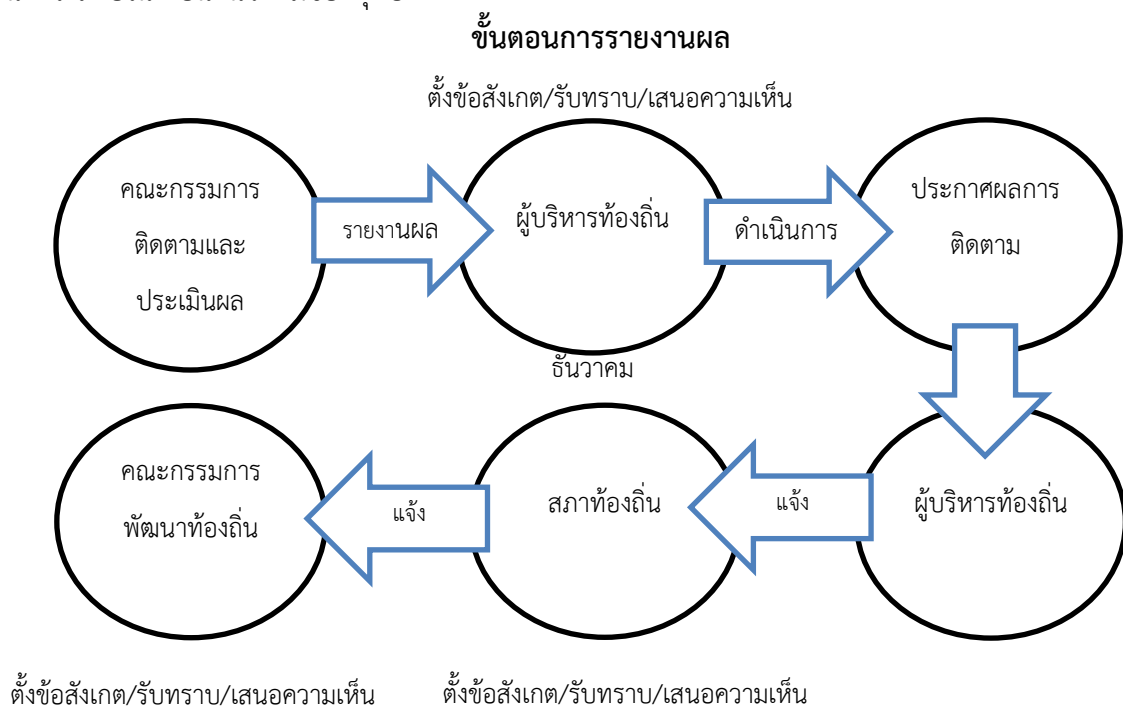 ขั้นตอนการรายงานผล
ตั้งข้อสังเกต/รับทราบ/เสนอความเห็น
คณะกรรมการ
ติดตามและ
ประเมินผล
รายงานผล
ผู้บริหารท้องถิ่น
ดำเนินการ
ประกาศผลการ
ติดตาม
ธันวาคม
คณะกรรมการ
พัฒนาท้องถิ่น
แจ้ง
สภาท้องถิ่น
แจ้ง
ผู้บริหารท้องถิ่น
ตั้งข้อสังเกต/รับทราบ/เสนอความเห็น
ตั้งข้อสังเกต/รับทราบ/เสนอความเห็น